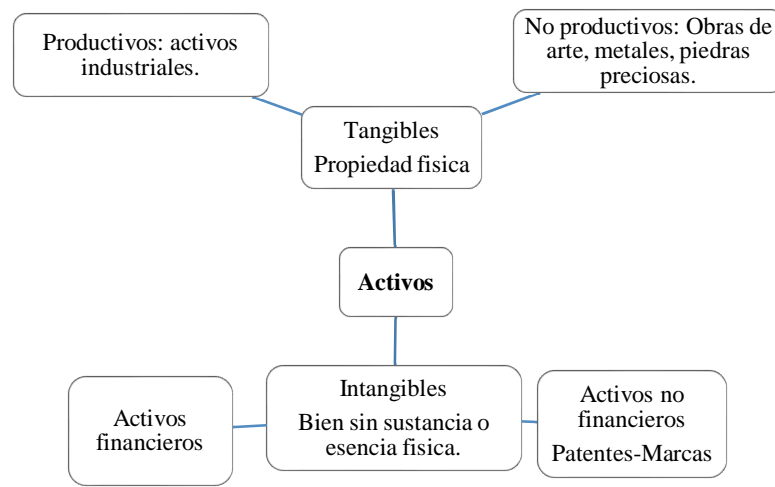 Productivos: activos
industriales.
No productivos: Obras de
arte, metales, piedras
preciosas.
Tangibles
Propiedad fisica
Activos
Intangibles
Bien sin sustancia o
esencia fisica.
Activos
financieros
Activos no
financieros
Patentes-Marcas